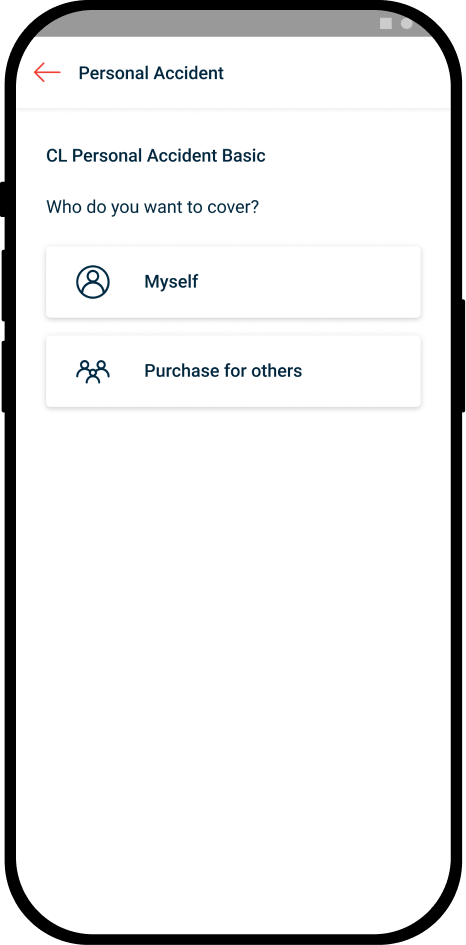 Personal Accident
CL Personal Accident Basic
Who do you want to cover?
Myself
Purchase for others